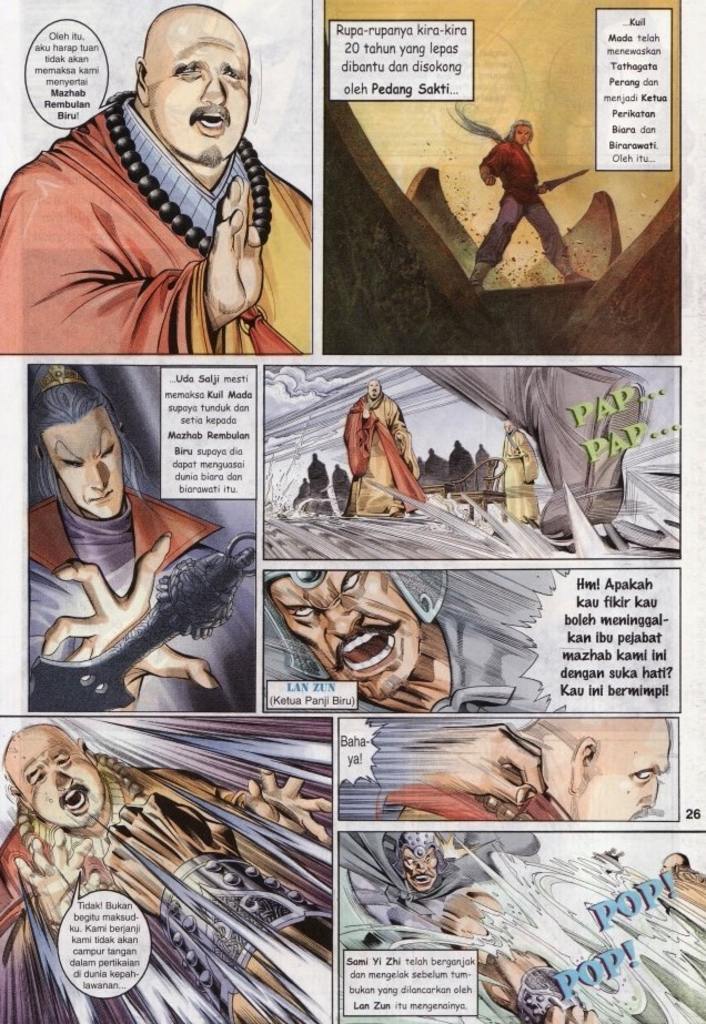 Oleh itu,
aku harap tuan
tidak akan
memaksa kami
menyertai
Mazhab
Rembulan
Biru!
Rupa-rupanya kira-kira
20 tahun yang lepas
dibantu dan disokong
oleh Pedang Sakti...
...Kuil
Mada telah
menewaskan
Tathagata
Perang dan
menjadi Ketua
Perikatan
Biara dan
Birarawati.
Oleh itu...
...Uda Salji mesti
memaksa Kuil Mada
supaya tunduk dan
setia kepada
Mazhab Rembulan
Biru supaya dia
dapat menguasai
dunia biara dan
biarawati itu.
PAP...
PAP...
Hm! Apakah
kau fikir kau
boleh meninggal-
kan ibu pejabat
mazhab kami ini
dengan suka hati?
Kau ini bermimpi!
LAN ZUN
(Ketua Panji Biru)
Baha-
ya!
26
Tidak! Bukan
begitu maksud-
ku. Kami berjanji
kami tidak akan
campur tangan
dalam pertikaian
di dunia kepah-
lawanan...
POP!
POP!
Sami Yi Zhi telah berganjak
dan mengelak sebelum tum-
bukan yang dilancarkan oleh
Lan Zun itu mengenainya.